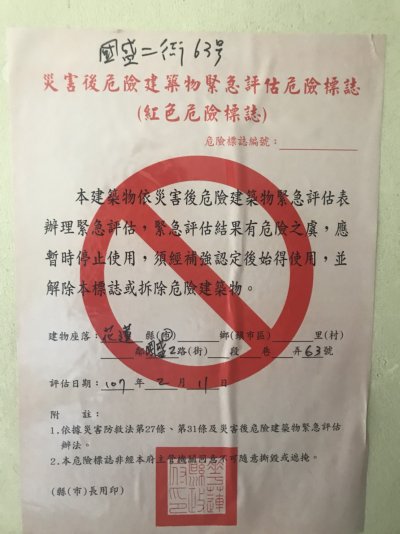 國盛二街63号
災害後危險建築物緊急評估危險標誌
(紅色危險標誌)
危險標誌編號：
本建築物依災害後危險建築物緊急評估表
辦理緊急評估，緊急評估結果有危險之虞，應
暫時停止使用，須經補強認定後始得使用，並
解除本標誌或拆除危險建築物。
建物座落：花蓮 縣(市) 鄉(鎮市區) 里(村)
鄰 國盛2路(街) 段 巷 弄63號
評估日期：107 年 2 月 11 日
附 註：
1.依據災害防救法第27條、第31條及災害後危險建築物緊急評估
辦法。
2.本危險標誌非經本府主管機關同意不可隨意撕毀或遮掩。
(縣(市)長用印)